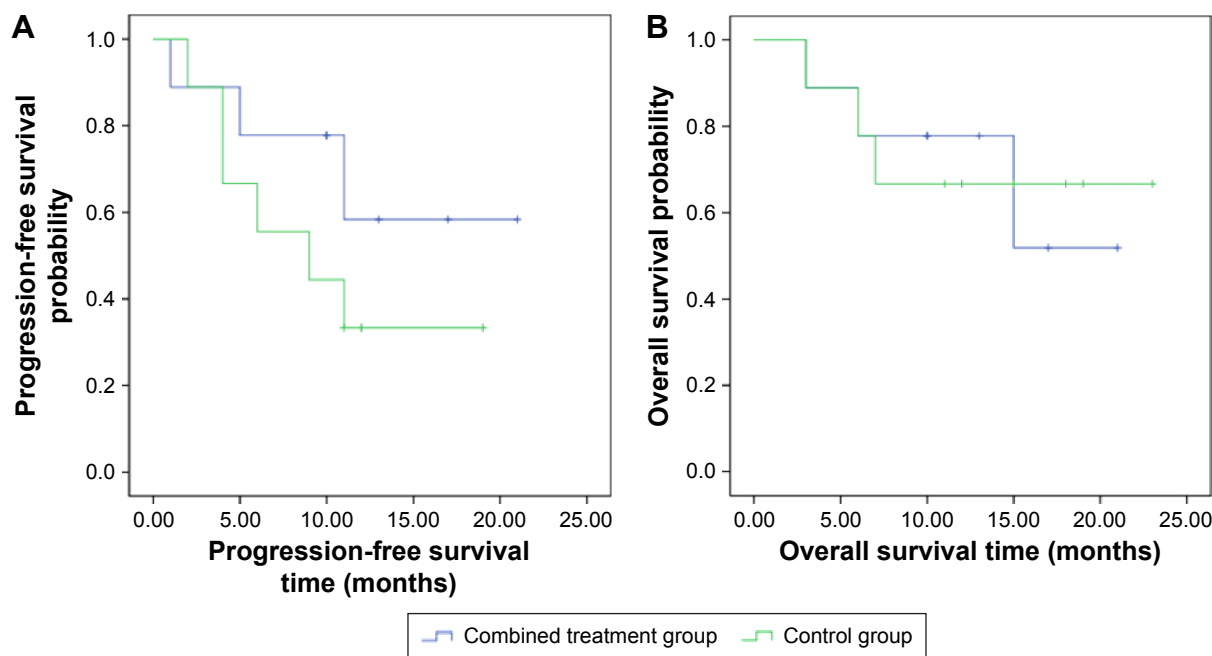 A
Progression-free survival
probability
1.0
0.8
0.6
0.4
0.2
0.0
0.00 5.00 10.00 15.00 20.00 25.00
Progression-free survival
time (months)
B
Overall survival probability
1.0
0.8
0.6
0.4
0.2
0.0
0.00 5.00 10.00 15.00 20.00 25.00
Overall survival time (months)
Combined treatment group Control group